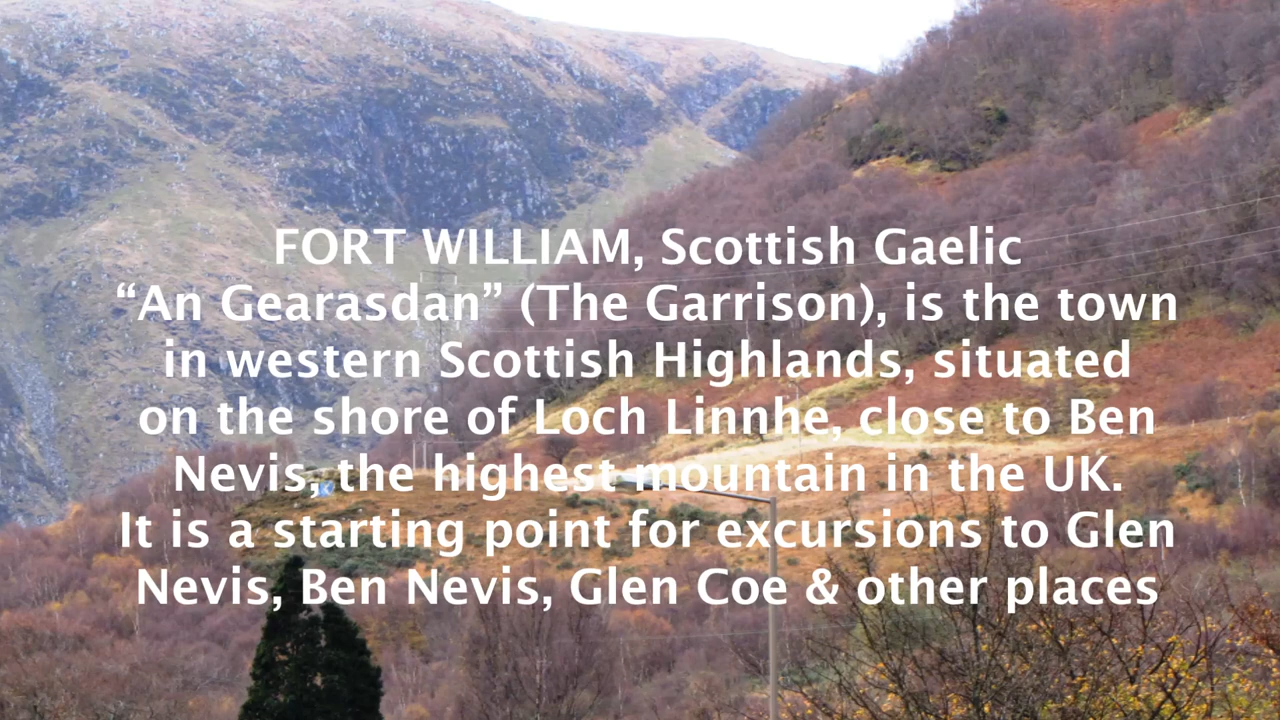 FORT WILLIAM, Scottish Gaelic
“An Gearasdan” (The Garrison), is the town
in western Scottish Highlands, situated
on the shore of Loch Linnhe, close to Ben
Nevis, the highest mountain in the UK.
It is a starting point for excursions to Glen
Nevis, Ben Nevis, Glen Coe & other places